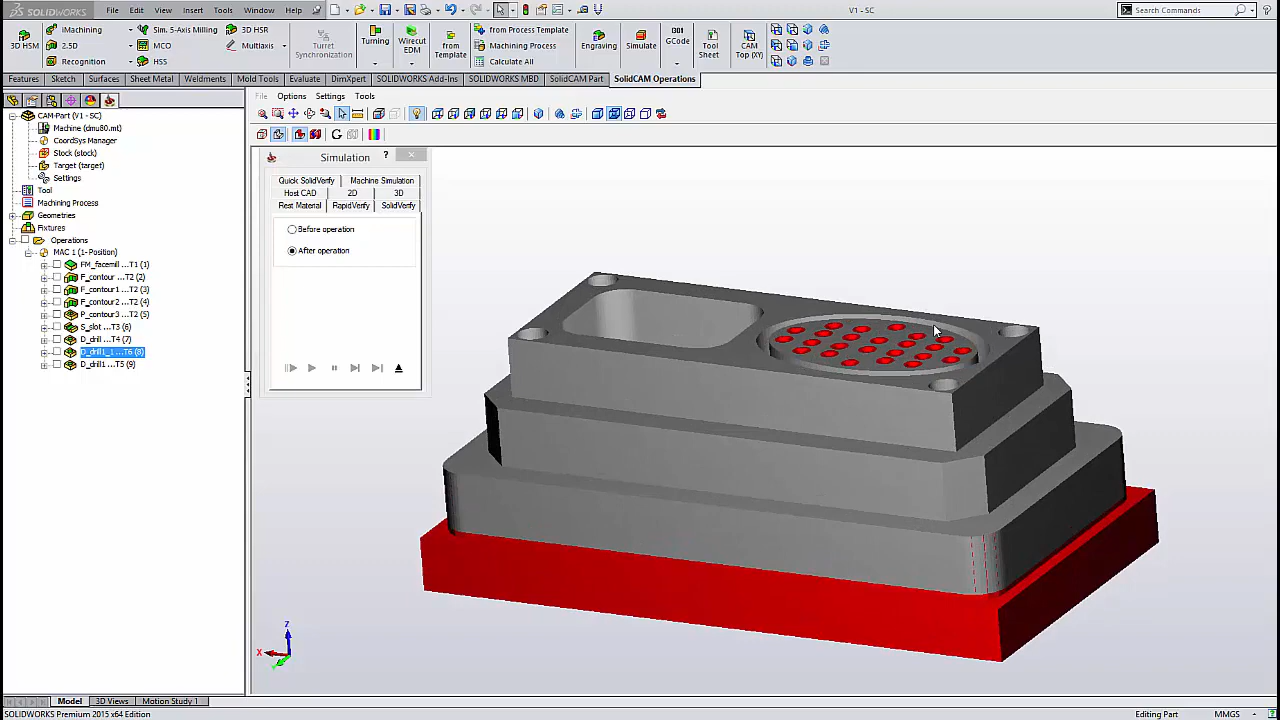 SOLIDWORKS File Edit View Insert Tools Window Help V1 - SC Search Commands
3D HSM
iMachining
2.5D
Recognition
Sim. 5-Axis Milling
MCO
HSS
3D HSR
Multiaxis
Turret Synchronization
Turning
Wirecut EDM
from Template
from Process Template
Machining Process
Calculate All
Engraving
Simulate
GCode
Tool Sheet
CAM Top (XY)
Features Sketch Surfaces Sheet Metal Weldments Mold Tools Evaluate DimXpert SOLIDWORKS Add-Ins SOLIDWORKS MBD SolidCAM Part SolidCAM Operations
File Options Settings Tools
CAM-Part (V1 - SC)
Machine (dmu80.mt)
CoordSys Manager
Stock (stock)
Target (target)
Settings
Tool
Machining Process
Geometries
Fixtures
Operations
MAC 1 (1- Position)
FM_facemill ...T1 (1)
F_contour ...T2 (2)
F_contour1 ...T2 (3)
F_contour2 ...T2 (4)
P_contour3 ...T2 (5)
S_slot ...T3 (6)
D_drill ...T4 (7)
D_drill1_1 ...T6 (8)
D_drill1 ...T5 (9)
Simulation ?
Quick SolidVerify Machine Simulation
Host CAD 2D 3D
Rest Material RapidVerify SolidVerify
Before operation
After operation
Z
X
Y
Model 3D Views Motion Study 1
SOLIDWORKS Premium 2015 x64 Edition Editing Part MMGS